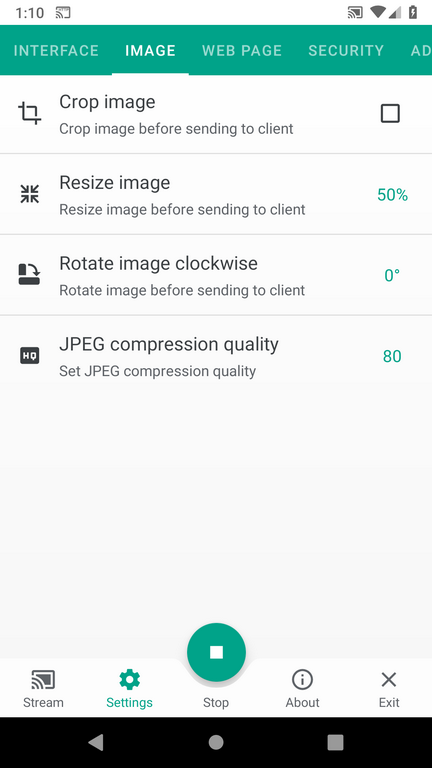 1:10
INTERFACE IMAGE WEB PAGE SECURITY AD
Crop image
Crop image before sending to client
Resize image
Resize image before sending to client
50%
Rotate image clockwise
Rotate image before sending to client
0°
HQ
JPEG compression quality
Set JPEG compression quality
80
Stream Settings Stop About Exit